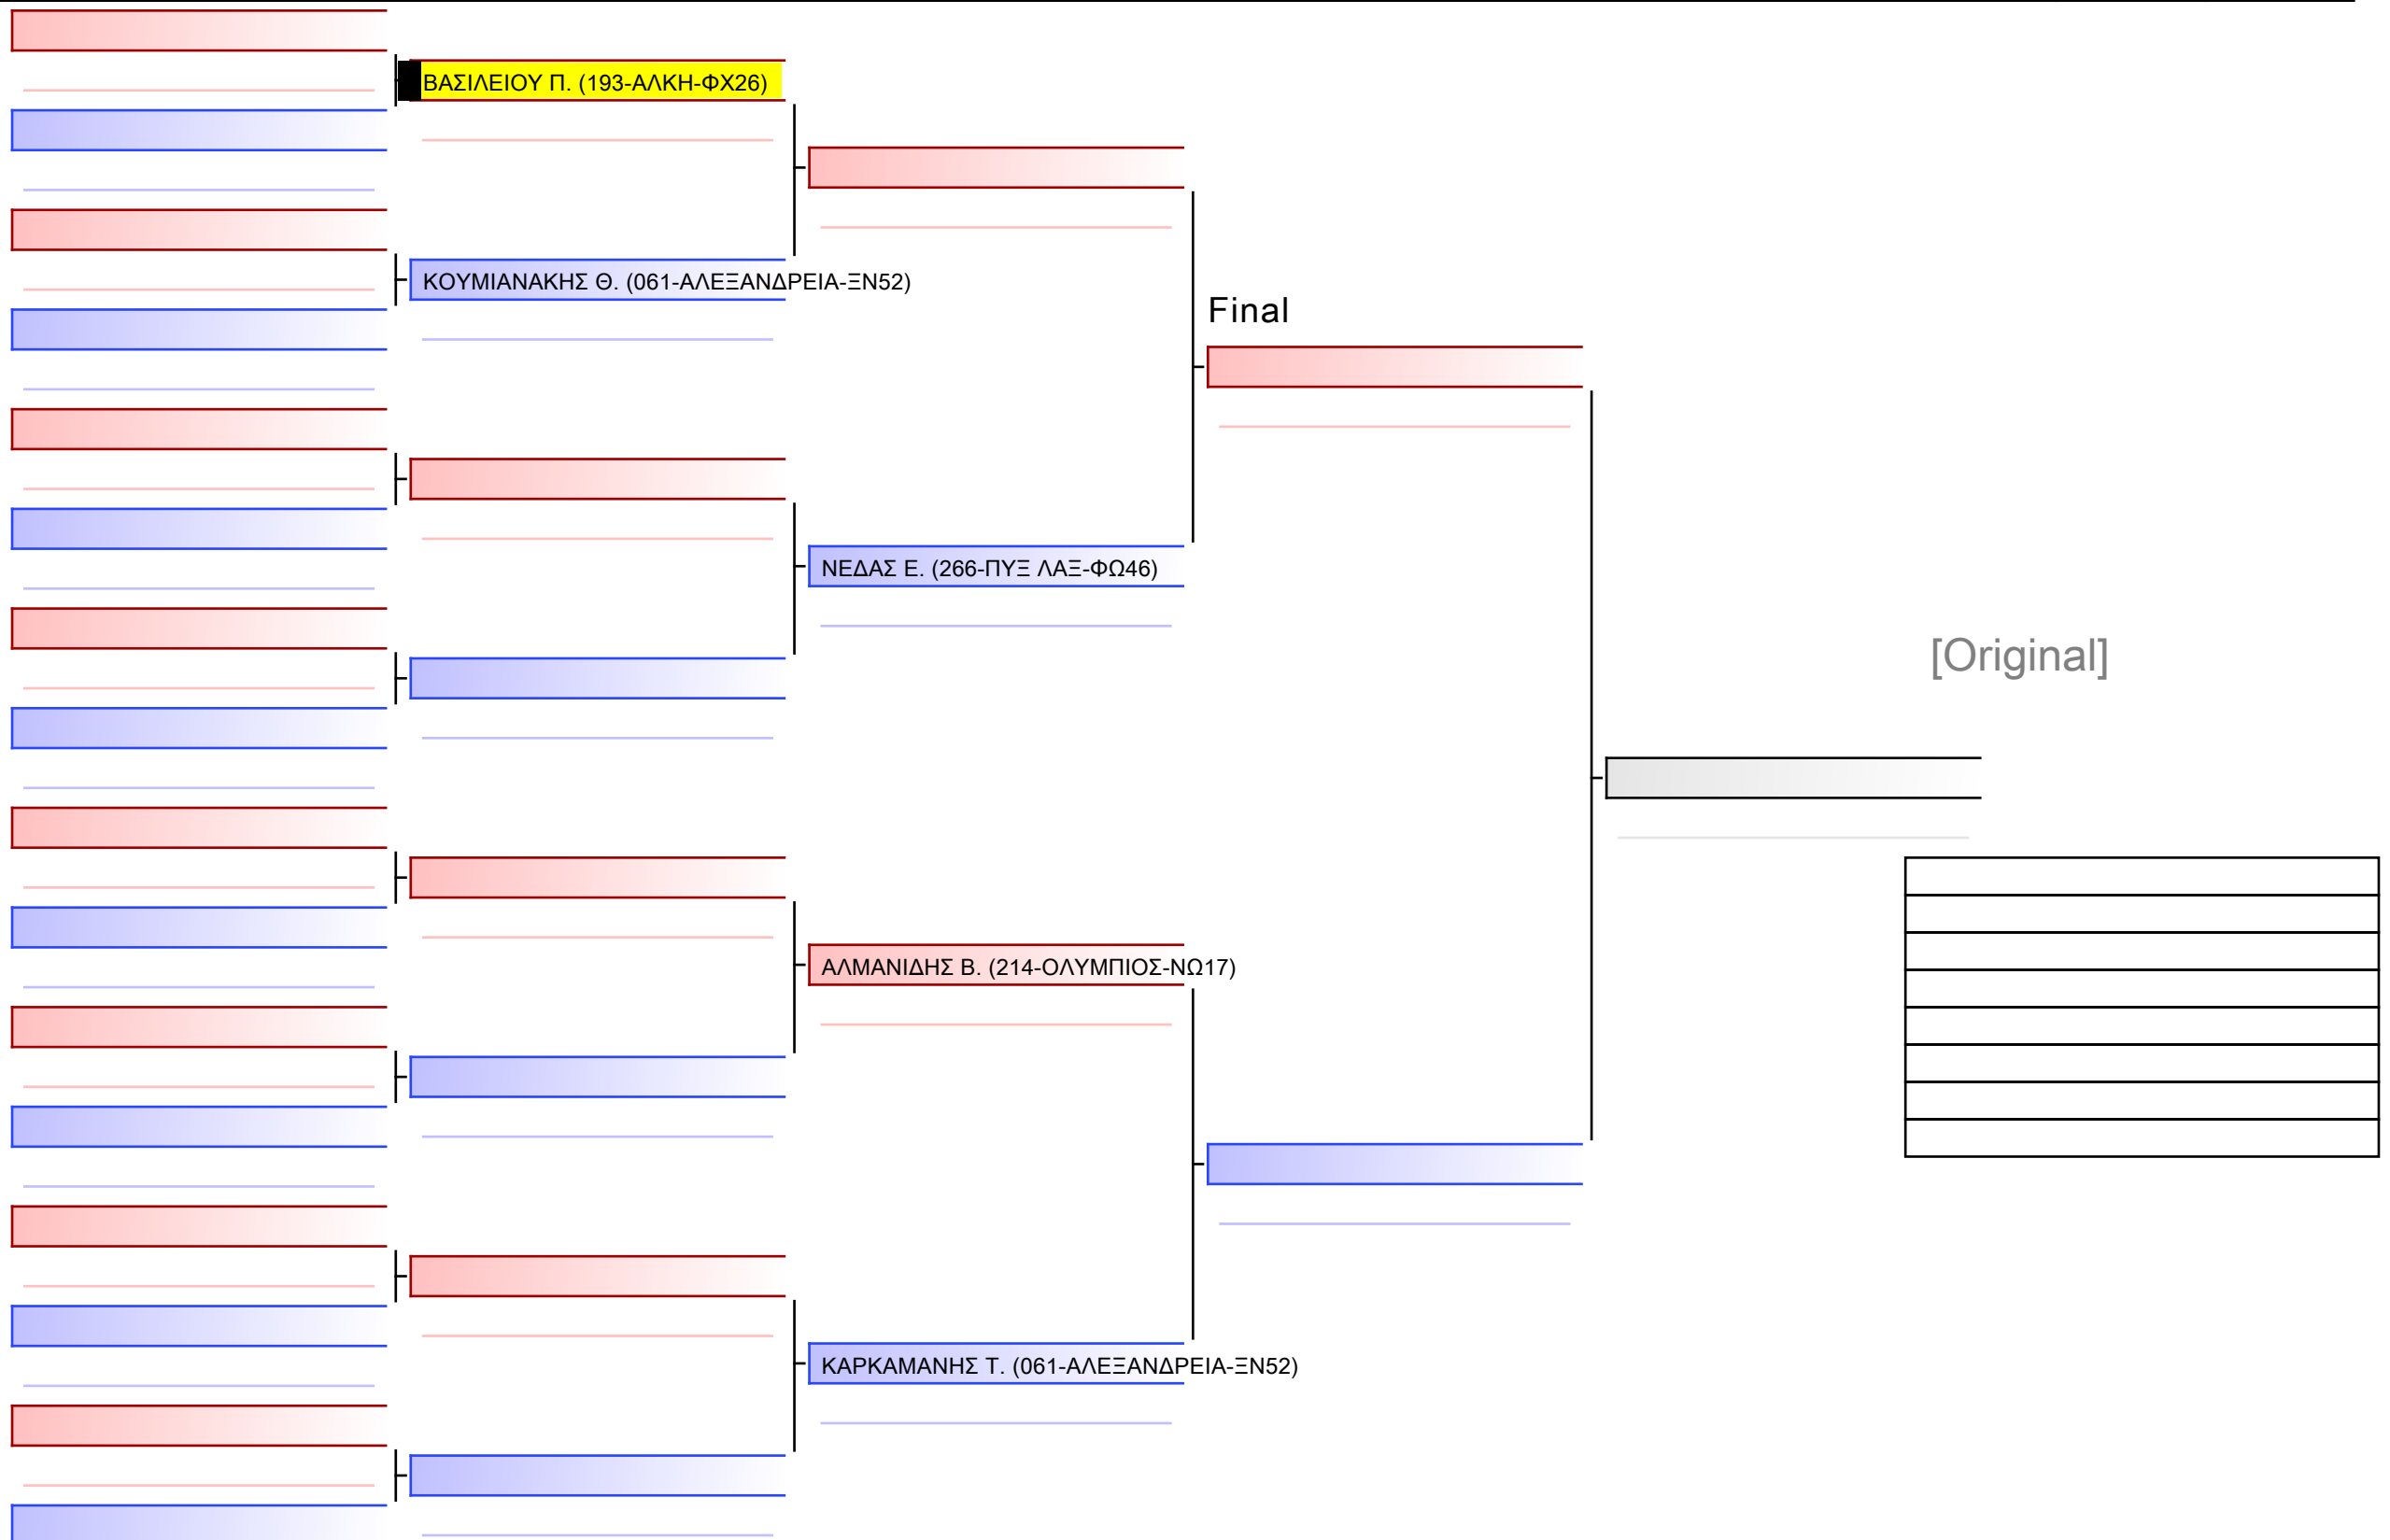 ΒΑΣΙΛΕΙΟΥ Π. (193-ΑΛΚΗ-ΦΧ26)
ΚΟΥΜΙΑΝΑΚΗΣ Θ. (061-ΑΛΕΞΑΝΔΡΕΙΑ-ΞΝ52)
Final
ΝΕΔΑΣ Ε. (266-ΠΥΞ ΛΑΞ-ΦΩ46)
[Original]
ΑΛΜΑΝΙΔΗΣ Β. (214-ΟΛΥΜΠΙΟΣ-ΝΩ17)
ΚΑΡΚΑΜΑΝΗΣ Τ. (061-ΑΛΕΞΑΝΔΡΕΙΑ-ΞΝ52)